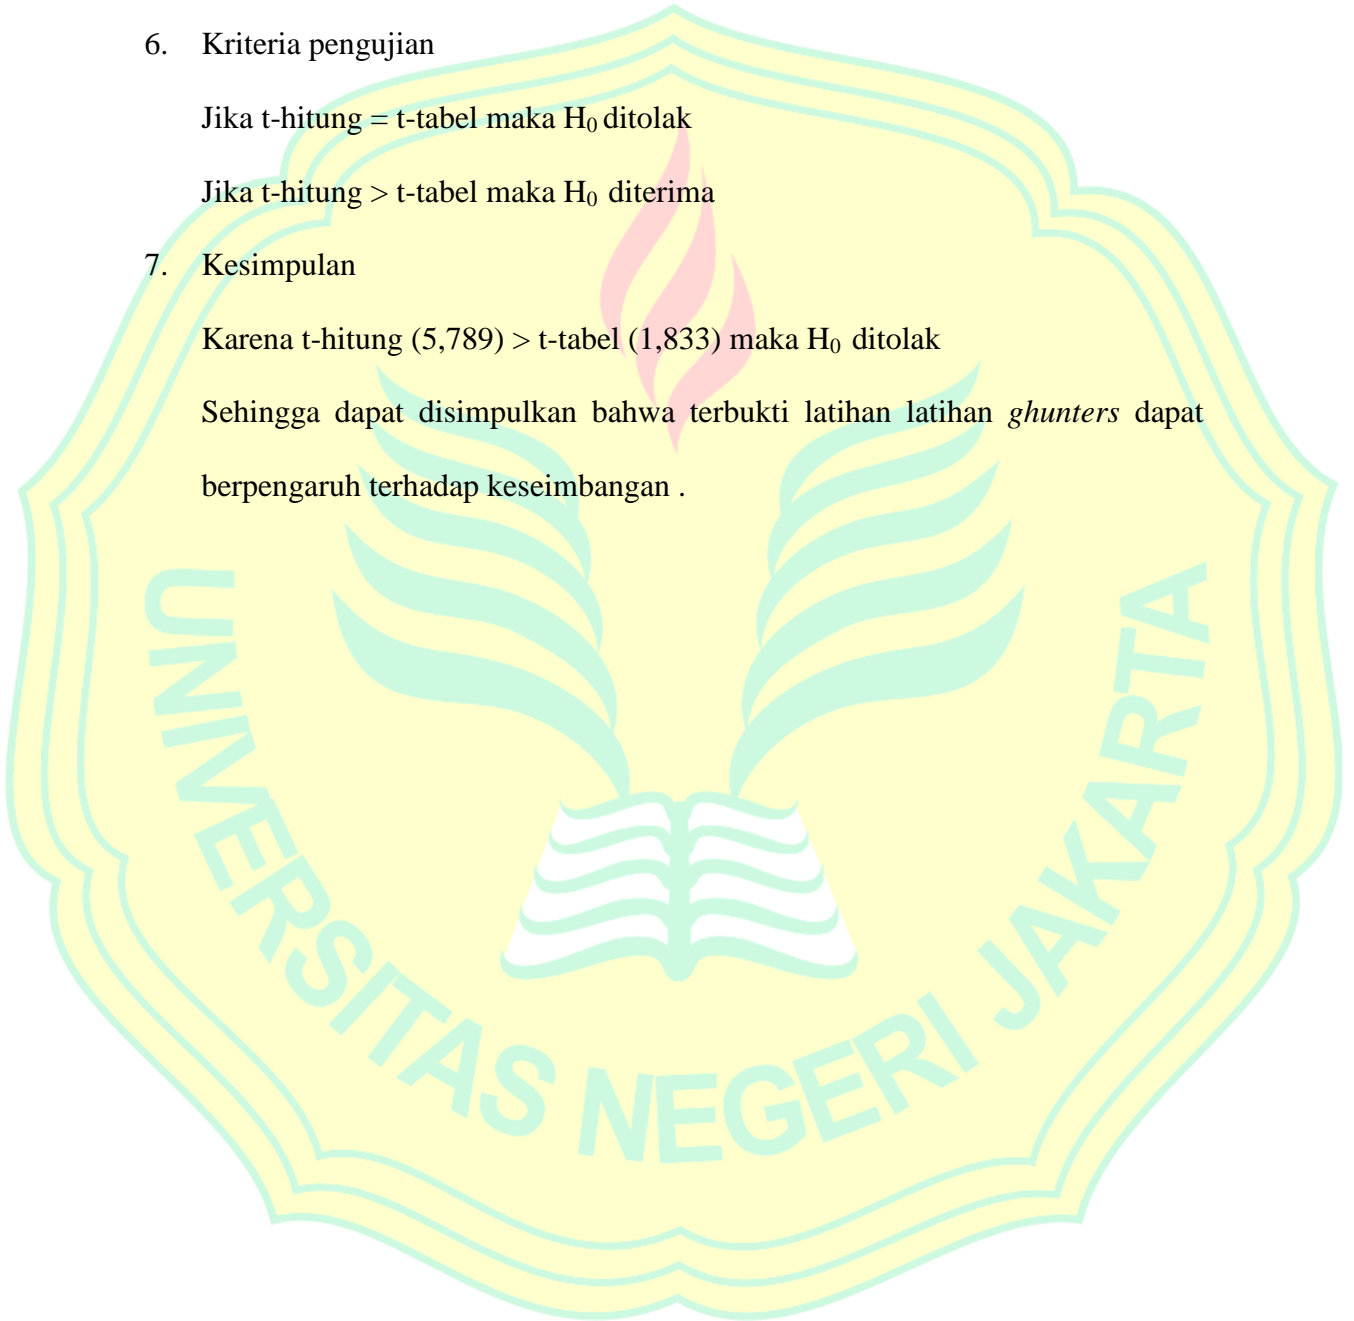 6. Kriteria pengujian
Jika t-hitung = t-tabel maka H₀ ditolak
Jika t-hitung > t-tabel maka H₀ diterima
7. Kesimpulan
Karena t-hitung (5,789) > t-tabel (1,833) maka H₀ ditolak
Sehingga dapat disimpulkan bahwa terbukti latihan latihan ghunters dapat
berpengaruh terhadap keseimbangan .
UNIVERSITAS NEGERI JAKARTA